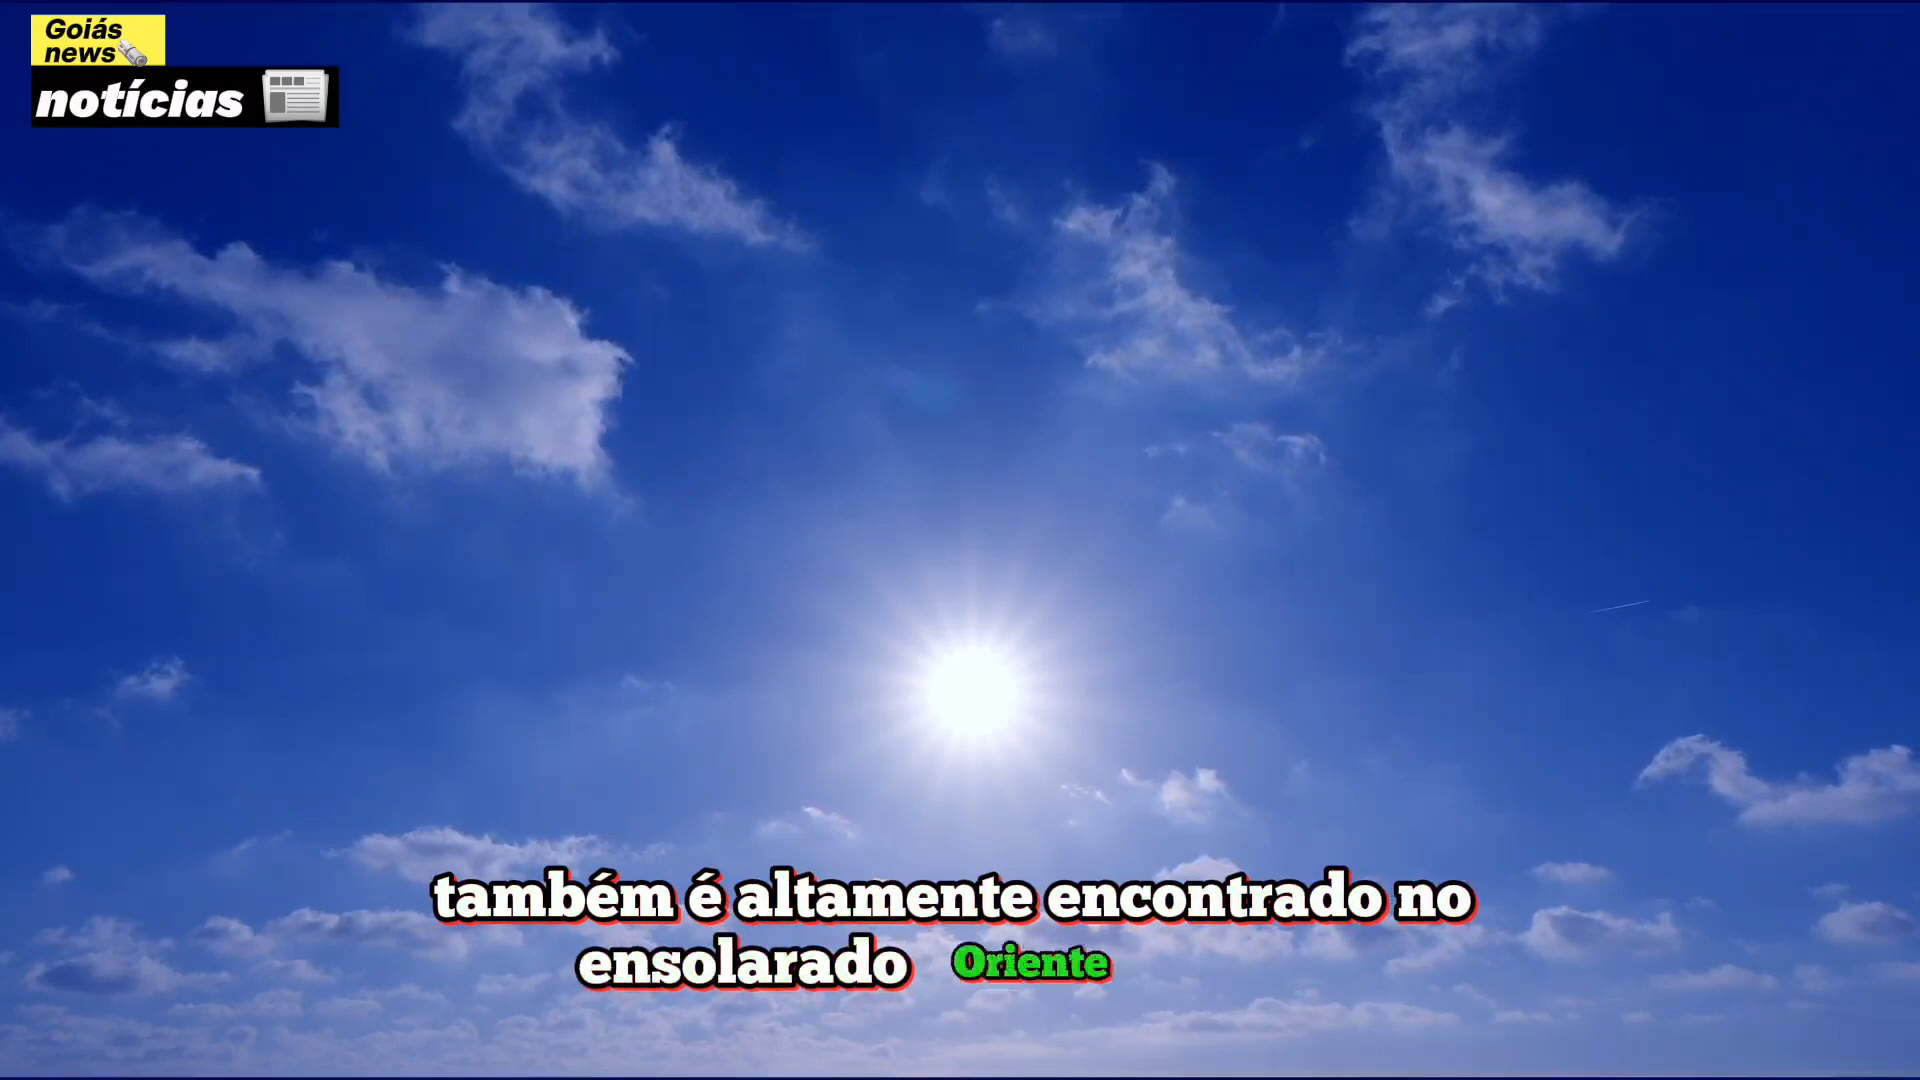 Goiás
news
notícias
também é altamente encontrado no
ensolarado Oriente